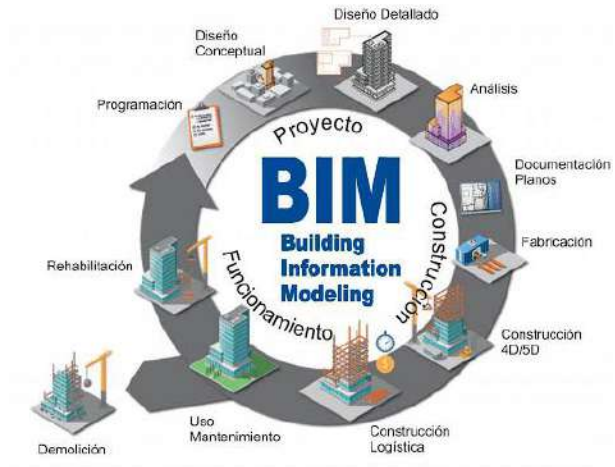 Diseño Detallado
Diseño
Conceptual
Análisis
Programación
Proyecto
Documentación
Planos
BIM
Building
Information
Modeling
Construcción
Fabricación
Funcionamiento
Rehabilitación
Construcción
4D/5D
Uso
Mantenimiento
Construcción
Logística
Demolición